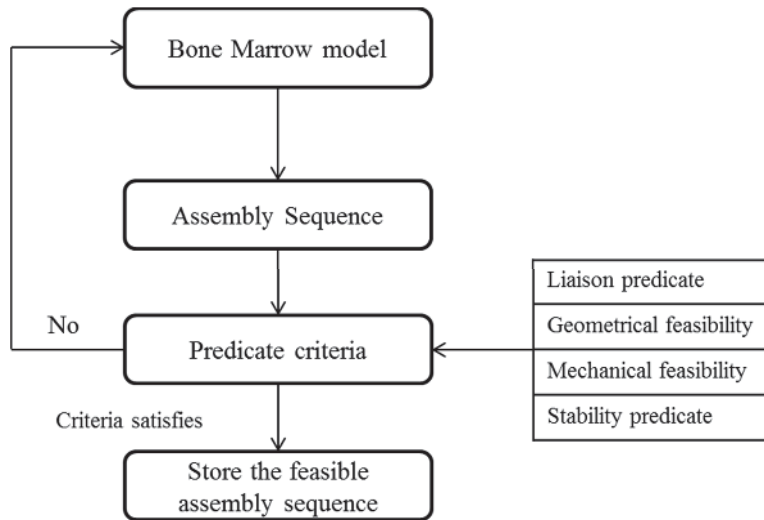 Bone Marrow model
Assembly Sequence
Liaison predicate
No
Geometrical feasibility
Predicate criteria
Mechanical feasibility
Criteria satisfies
Stability predicate
Store the feasible
assembly sequence